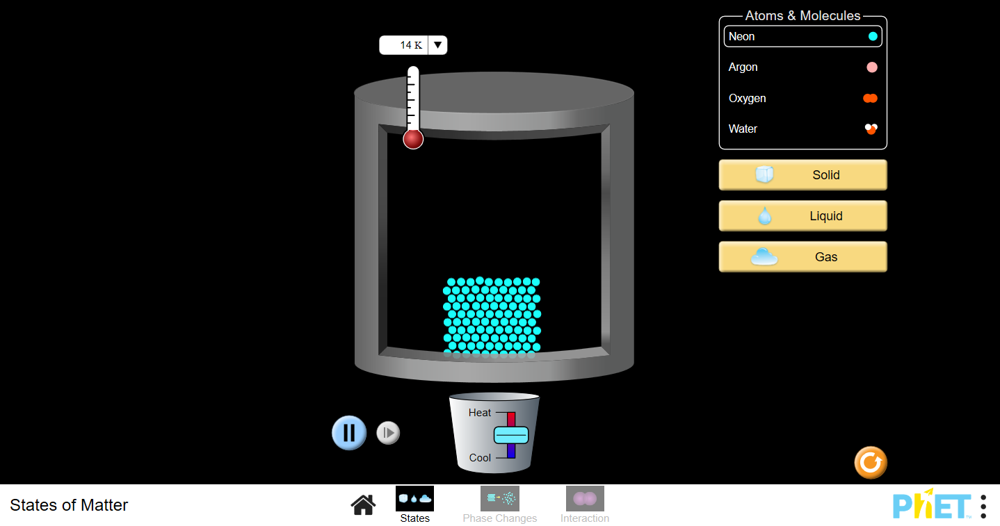 Atoms & Molecules
14 K
Neon
Argon
Oxygen
Water
Solid
Liquid
Gas
Heat
Cool
States of Matter
States
Phase Changes
Interaction
PhET™